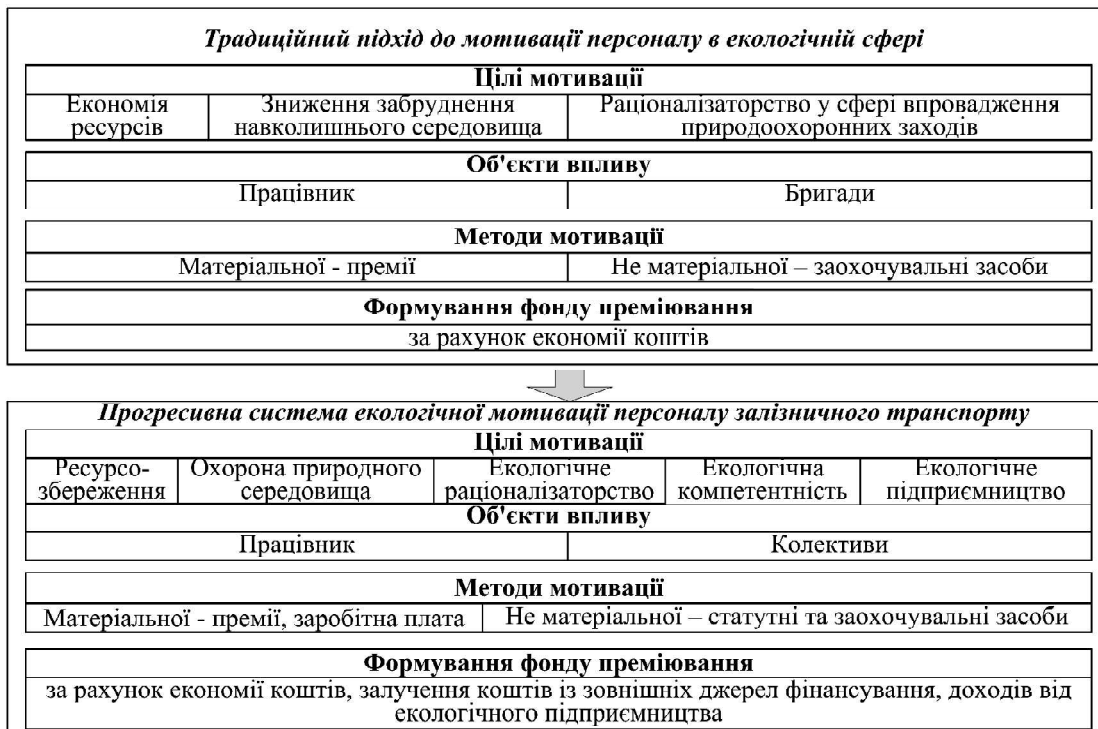 Традиційний підхід до мотивації персоналу в екологічній сфері
Цілі мотивації
Економія
ресурсів
Зниження забруднення
навколишнього середовища
Раціоналізаторство у сфері впровадження
природоохоронних заходів
Об'єкти впливу
Працівник
Бригади
Методи мотивації
Матеріальної - премії
Не матеріальної – заохочувальні засоби
Формування фонду преміювання
за рахунок економії коштів
Прогресивна система екологічної мотивації персоналу залізничного транспорту
Цілі мотивації
Ресурсо-
збереження
Охорона природного
середовища
Екологічне
раціоналізаторство
Екологічна
компетентність
Екологічне
підприємництво
Об'єкти впливу
Працівник
Колективи
Методи мотивації
Матеріальної - премії, заробітна плата
Не матеріальної – статутні та заохочувальні засоби
Формування фонду преміювання
за рахунок економії коштів, залучення коштів із зовнішніх джерел фінансування, доходів від
екологічного підприємництва